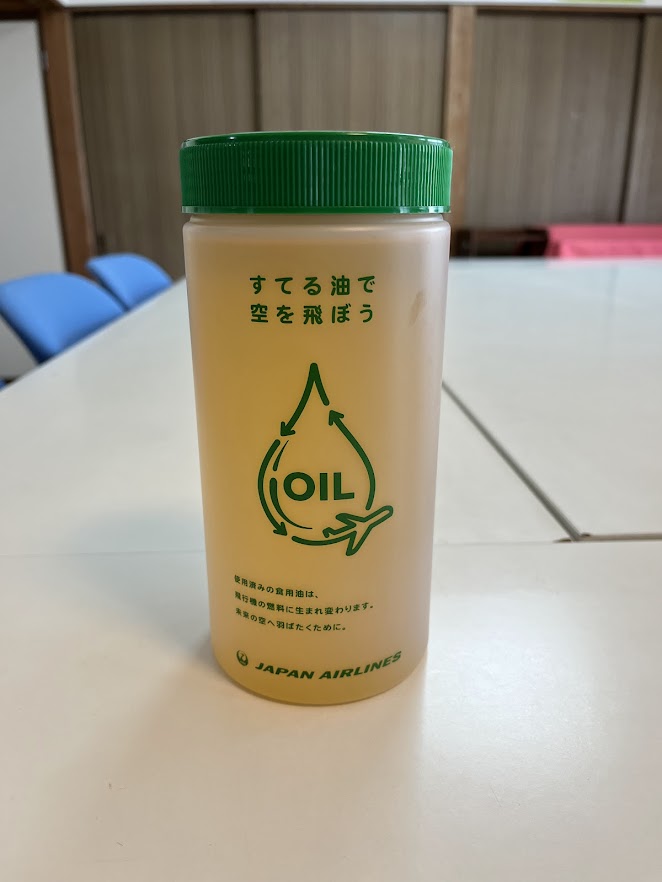 すてる油で
空を飛ぼう
OIL
使用済みの食用油は、
飛行機の燃料に生まれ変わります。
未来の空へ羽ばたくために。
JAPAN AIRLINES